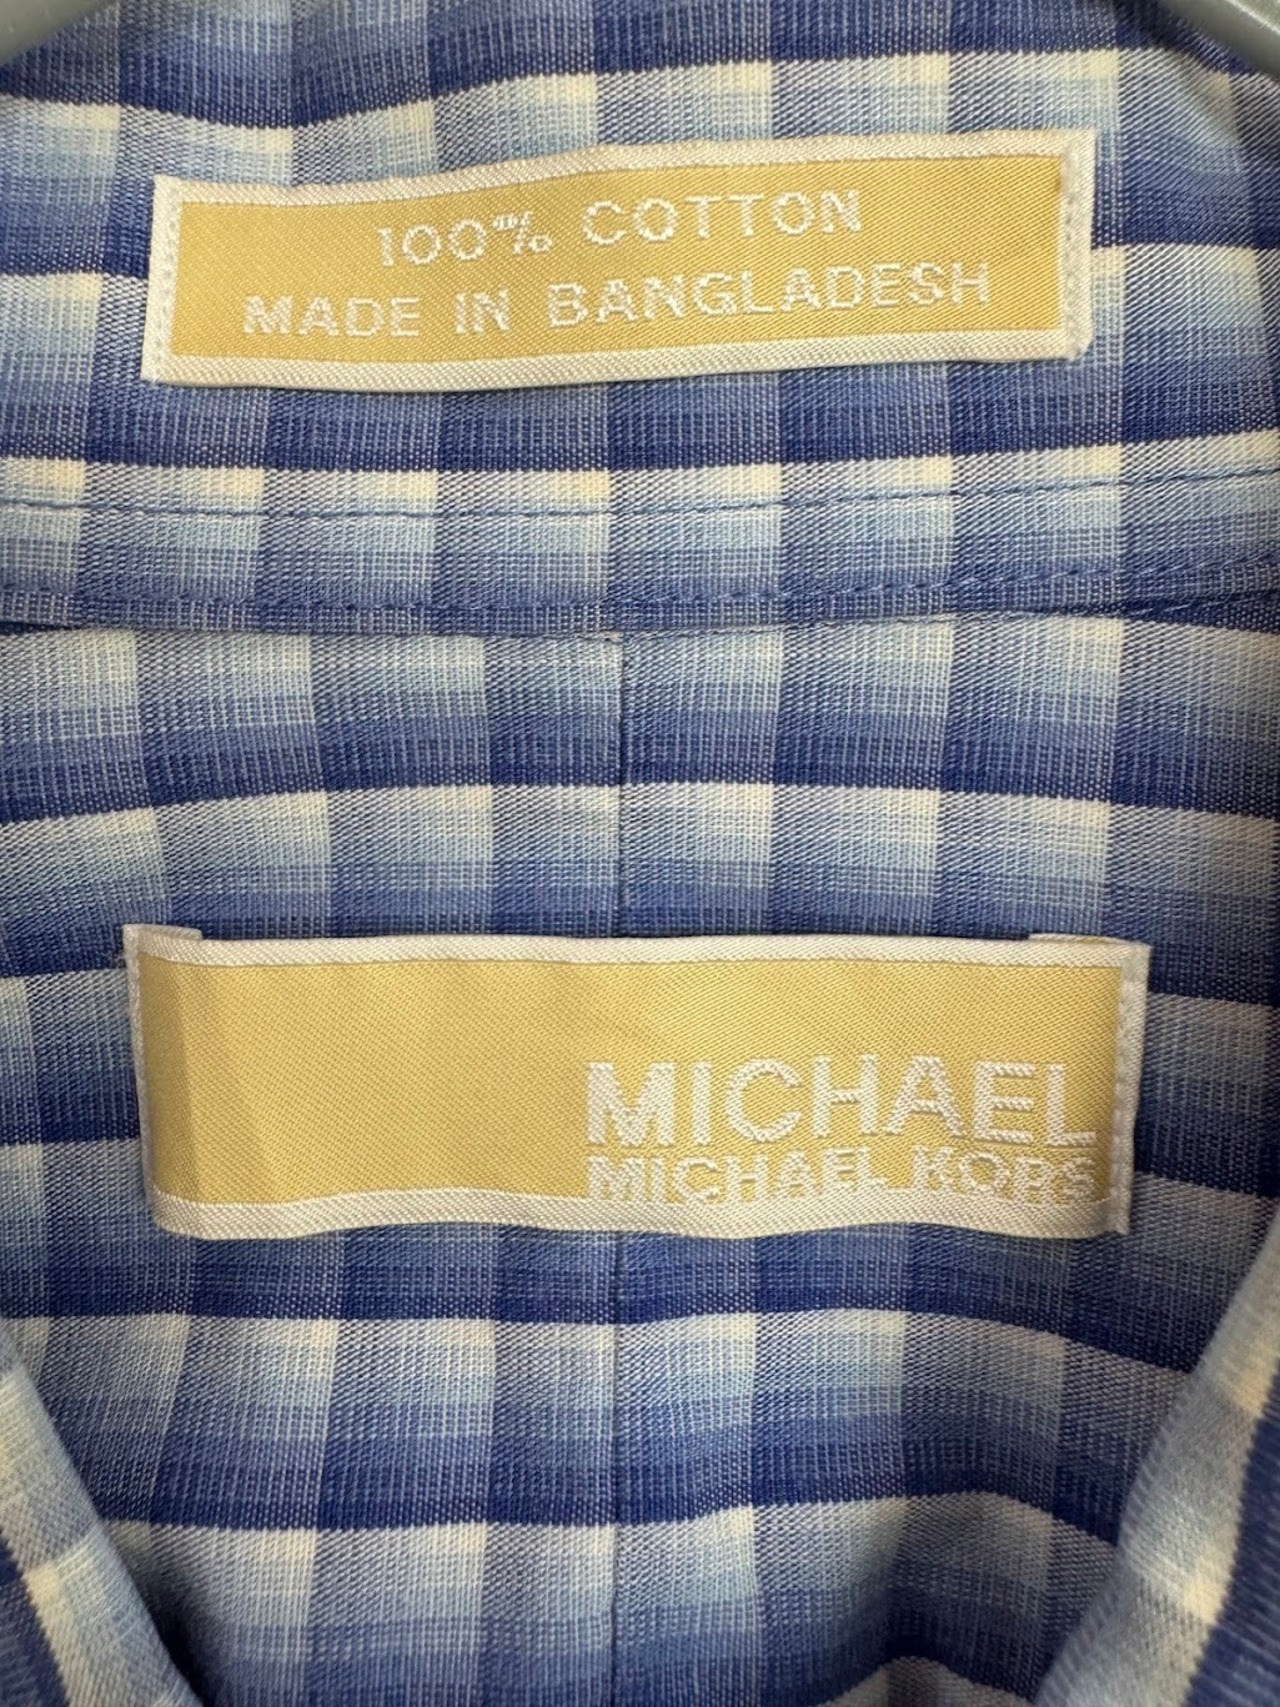 100% COTTON
MADE IN BANGLADESH
MICHAEL
MICHAEL KORS